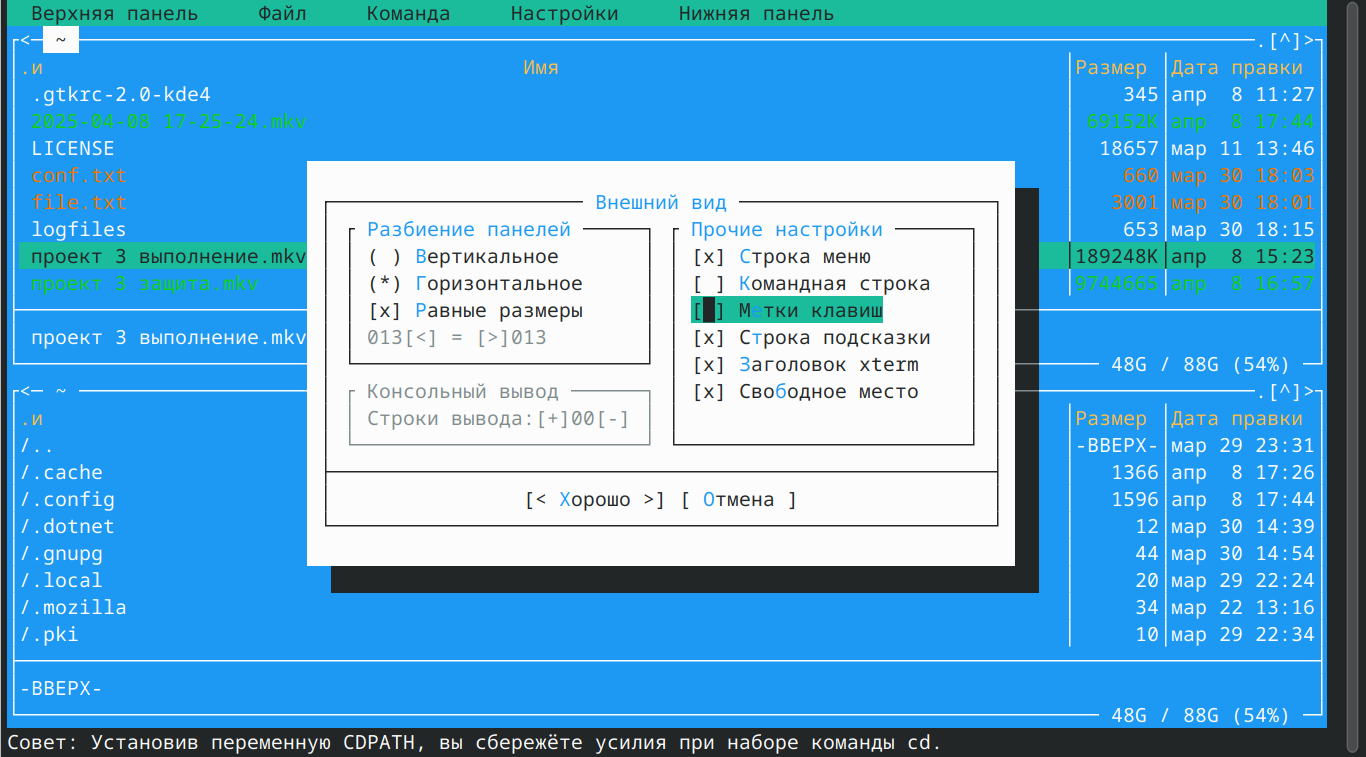 Верхняя панель Файл Команда Настройки Нижняя панель
<─ ~ .[^]>
.и Имя Размер Дата правки
.gtkrc-2.0-kde4 345 апр 8 11:27
2025-04-08 17-25-24.mkv 69152K апр 8 17:44
LICENSE 18657 мар 11 13:46
conf.txt 660 мар 30 18:03
file.txt 3001 мар 30 18:01
logfiles 653 мар 30 18:15
проект 3 выполнение.mkv 189248K апр 8 15:23
проект 3 защита.mkv 9744665 апр 8 16:57
проект 3 выполнение.mkv
48G / 88G (54%)
Внешний вид
Разбиение панелей
( ) Вертикальное
(*) Горизонтальное
[x] Равные размеры
013[<] = [>]013
Консольный вывод
Строки вывода:[+]00[-]
Прочие настройки
[x] Строка меню
[ ] Командная строка
[ ] Метки клавиш
[x] Строка подсказки
[x] Заголовок xterm
[x] Свободное место
[< Хорошо >] [ Отмена ]
<─ ~ .[^]>
.и Размер Дата правки
/.. -ВВЕРХ- мар 29 23:31
/.cache 1366 апр 8 17:26
/.config 1596 апр 8 17:44
/.dotnet 12 мар 30 14:39
/.gnupg 44 мар 30 14:54
/.local 20 мар 29 22:24
/.mozilla 34 мар 22 13:16
/.pki 10 мар 29 22:34
-ВВЕРХ-
48G / 88G (54%)
Совет: Установив переменную CDPATH, вы сбережёте усилия при наборе команды cd.